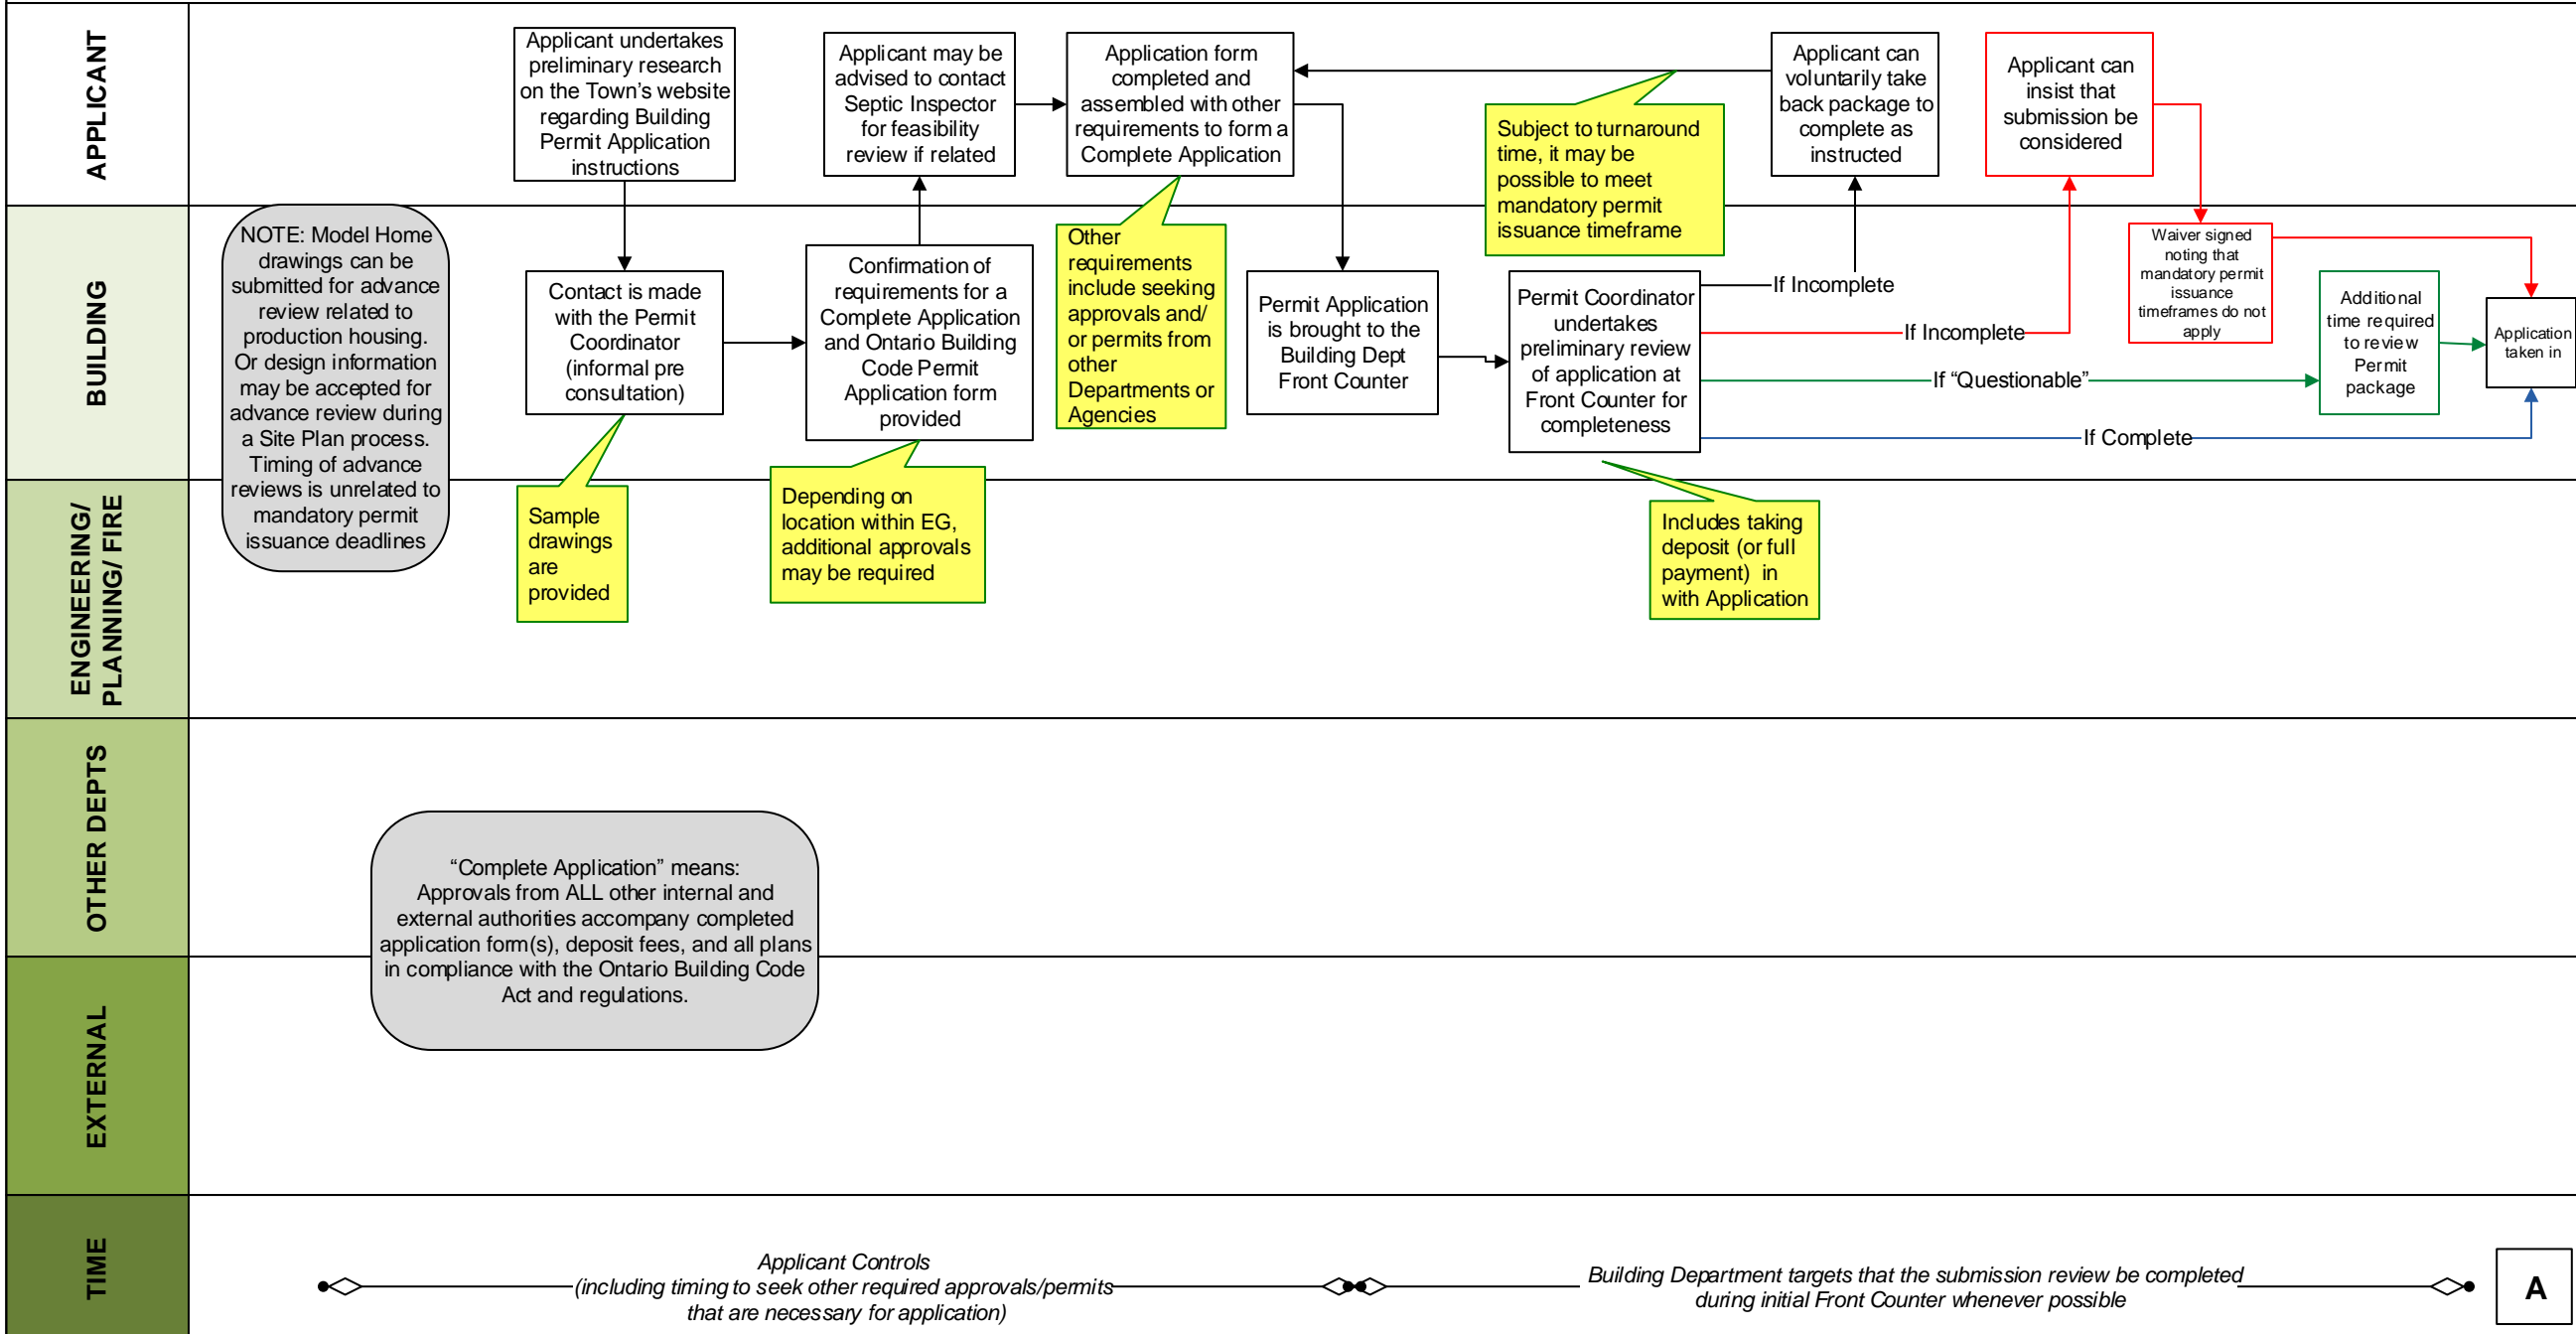 APPLICANT
Applicant undertakes
preliminary research
on the Town's website
regarding Building
Permit Application
instructions
Applicant may be
advised to contact
Septic Inspector
for feasibility
review if related
Application form
completed and
assembled with other
requirements to form a
Complete Application
Subject to turnaround
time, it may be
possible to meet
mandatory permit
issuance timeframe
Applicant can
voluntarily take
back package to
complete as
instructed
Applicant can
insist that
submission be
considered
BUILDING
NOTE: Model Home
drawings can be
submitted for advance
review related to
production housing.
Or design information
may be accepted for
advance review during
a Site Plan process.
Timing of advance
reviews is unrelated to
mandatory permit
issuance deadlines
Contact is made
with the Permit
Coordinator
(informal pre
consultation)
Confirmation of
requirements for a
Complete Application
and Ontario Building
Code Permit
Application form
provided
Other
requirements
include seeking
approvals and/
or permits from
other
Departments or
Agencies
Permit Application
is brought to the
Building Dept
Front Counter
Permit Coordinator
undertakes
preliminary review
of application at
Front Counter for
completeness
If Incomplete
If Incomplete
If “Questionable”
If Complete
Waiver signed
noting that
mandatory permit
issuance
timeframes do not
apply
Additional
time required
to review
Permit
package
Application
taken in
ENGINEERING/
PLANNING/ FIRE
Sample
drawings
are
provided
Depending on
location within EG,
additional approvals
may be required
Includes taking
deposit (or full
payment) in
with Application
OTHER DEPTS
“Complete Application” means:
Approvals from ALL other internal and
external authorities accompany completed
application form(s), deposit fees, and all plans
in compliance with the Ontario Building Code
Act and regulations.
EXTERNAL
TIME
Applicant Controls
(including timing to seek other required approvals/permits
that are necessary for application)
Building Department targets that the submission review be completed
during initial Front Counter whenever possible
A